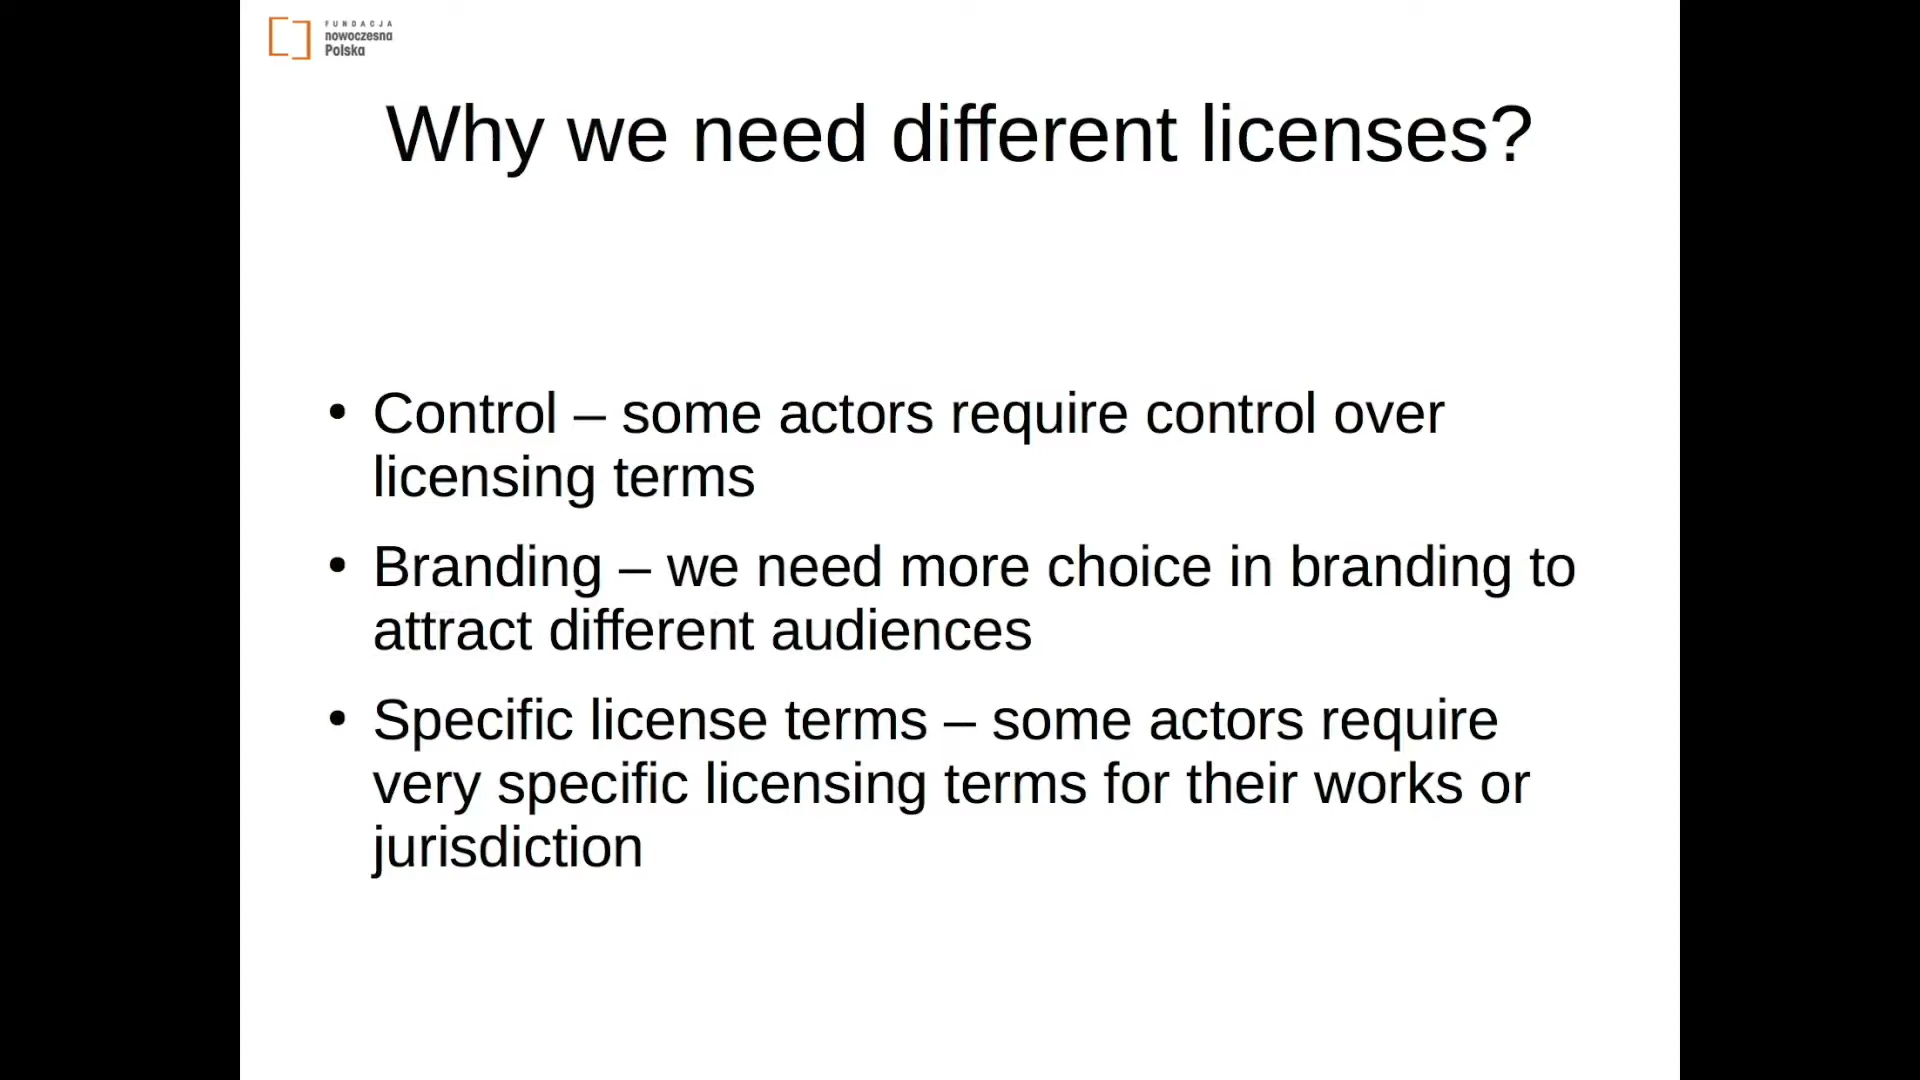 FUNDACJA
nowoczesna
Polska
Why we need different licenses?
• Control – some actors require control over
licensing terms
• Branding – we need more choice in branding to
attract different audiences
• Specific license terms – some actors require
very specific licensing terms for their works or
jurisdiction